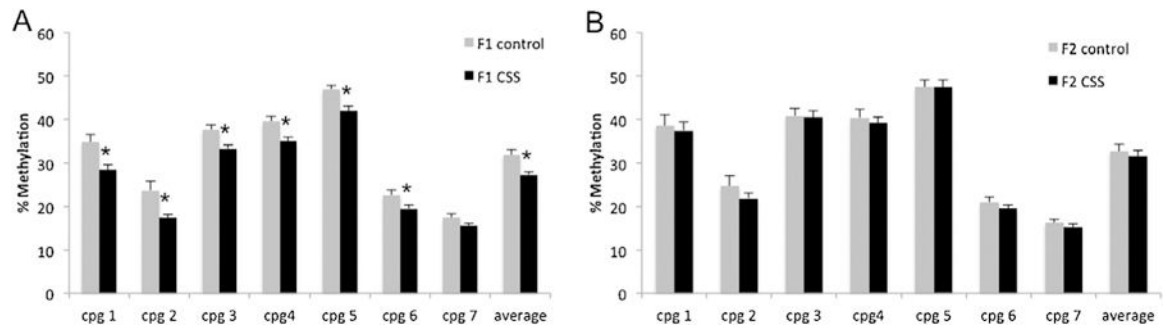 A
60
50
40
30
20
10
0
% Methylation
F1 control
F1 CSS
*
*
*
*
*
*
*
cpg 1 cpg 2 cpg 3 cpg4 cpg 5 cpg 6 cpg 7 average
B
60
50
40
30
20
10
0
% Methylation
F2 control
F2 CSS
cpg 1 cpg 2 cpg 3 cpg 4 cpg 5 cpg 6 cpg 7 average